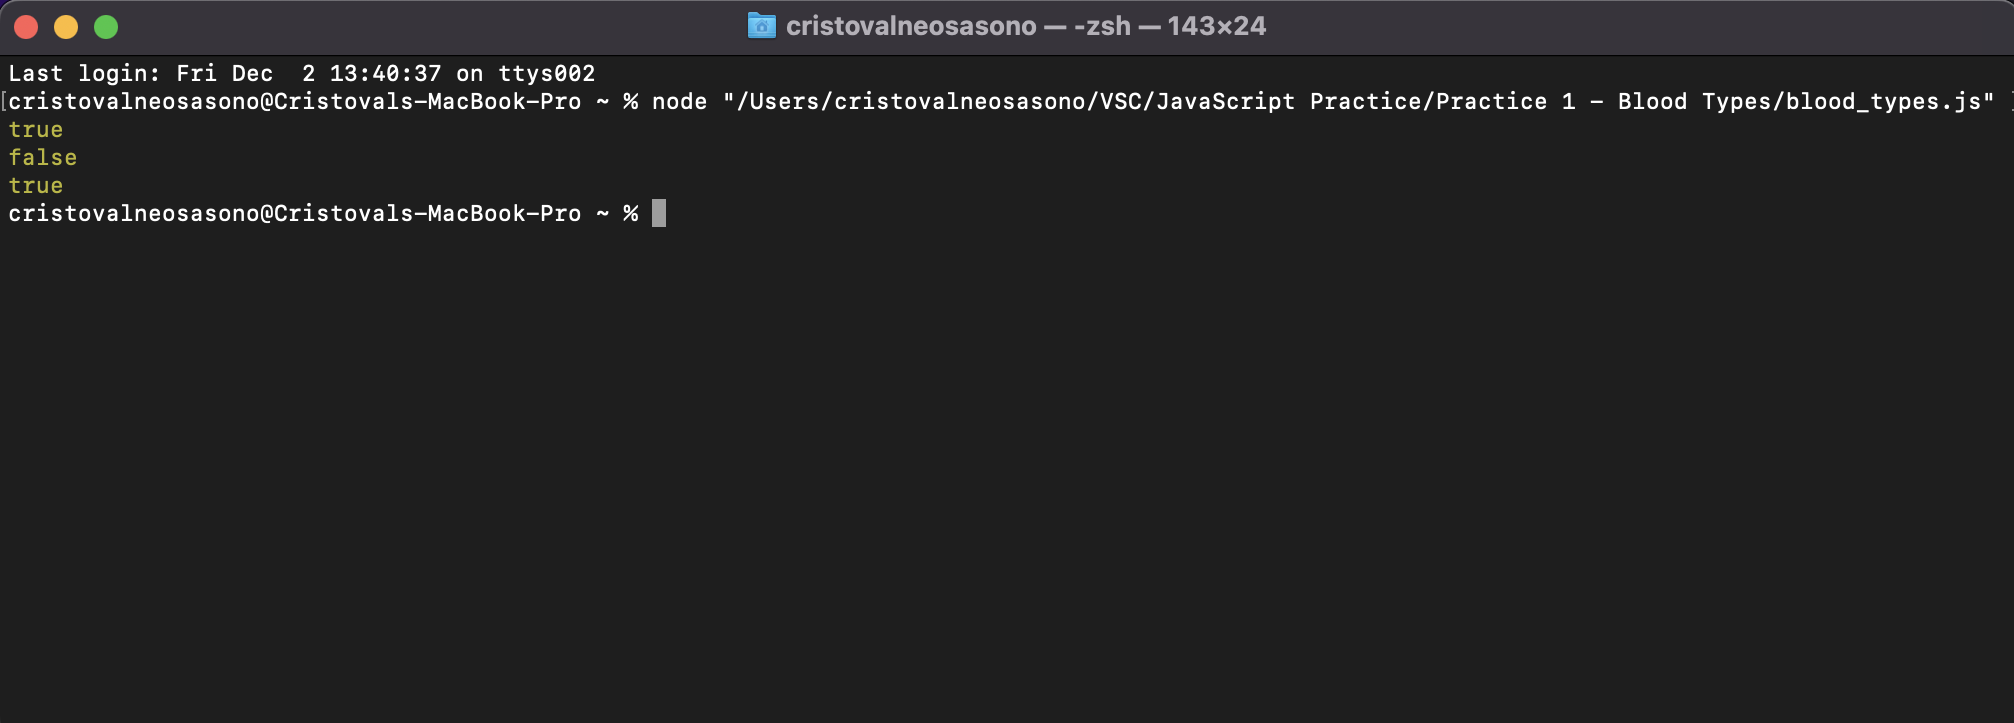 cristovalneosasono — -zsh — 143×24
Last login: Fri Dec  2 13:40:37 on ttys002
[cristovalneosasono@Cristovals-MacBook-Pro ~ % node "/Users/cristovalneosasono/VSC/JavaScript Practice/Practice 1 - Blood Types/blood_types.js"
true
false
true
cristovalneosasono@Cristovals-MacBook-Pro ~ %